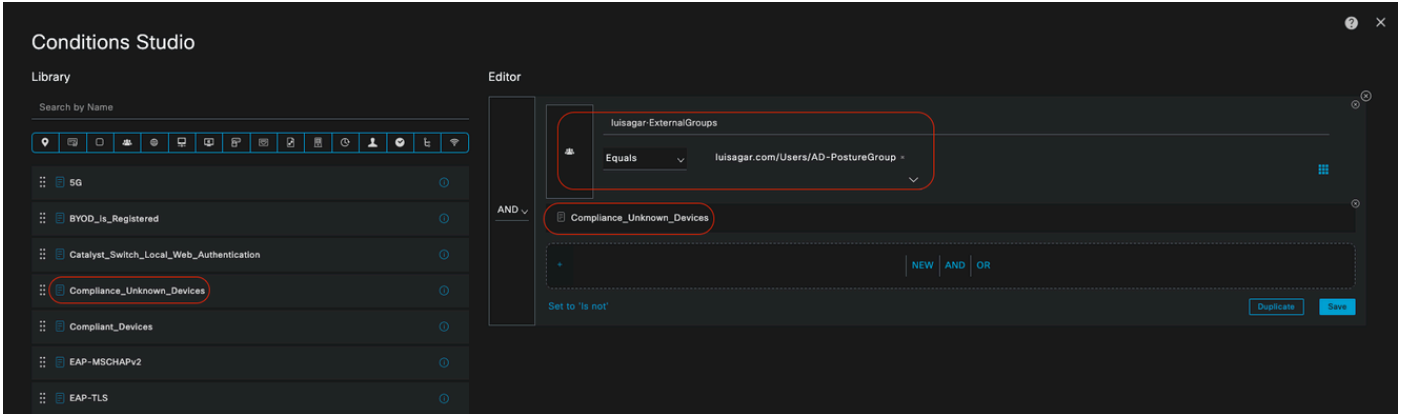 Conditions Studio
Library
Search by Name
5G
BYOD_is_Registered
Catalyst_Switch_Local_Web_Authentication
Compliance_Unknown_Devices
Compliant_Devices
EAP-MSCHAPv2
EAP-TLS
Editor
AND
luisagar·ExternalGroups
Equals
luisagar.com/Users/AD-PostureGroup ×
Compliance_Unknown_Devices
+ NEW AND OR
Set to 'Is not'
Duplicate Save